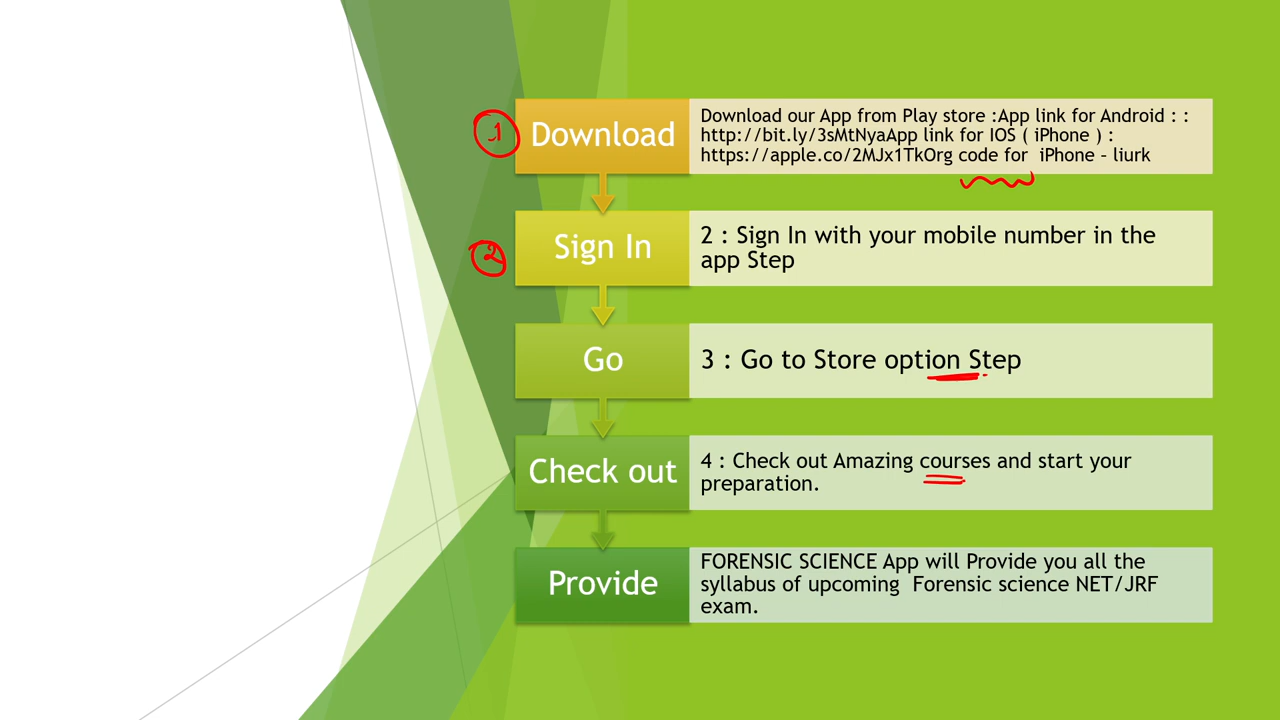 1
Download
Download our App from Play store :App link for Android : :
http://bit.ly/3sMtNyaApp link for IOS ( iPhone ) :
https://apple.co/2MJx1TkOrg code for  iPhone – liurk
2
Sign In
2 : Sign In with your mobile number in the
app Step
Go
3 : Go to Store option Step
Check out
4 : Check out Amazing courses and start your
preparation.
Provide
FORENSIC SCIENCE App will Provide you all the
syllabus of upcoming  Forensic science NET/JRF
exam.